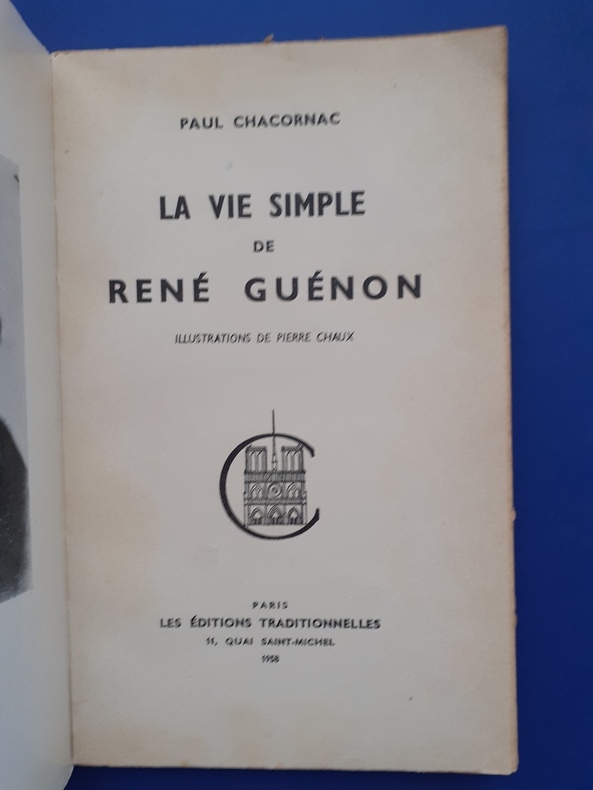 PAUL CHACORNAC
LA VIE SIMPLE
DE
RENÉ GUÉNON
ILLUSTRATIONS DE PIERRE CHAUX
PARIS
LES ÉDITIONS TRADITIONNELLES
11, QUAI SAINT-MICHEL
1958